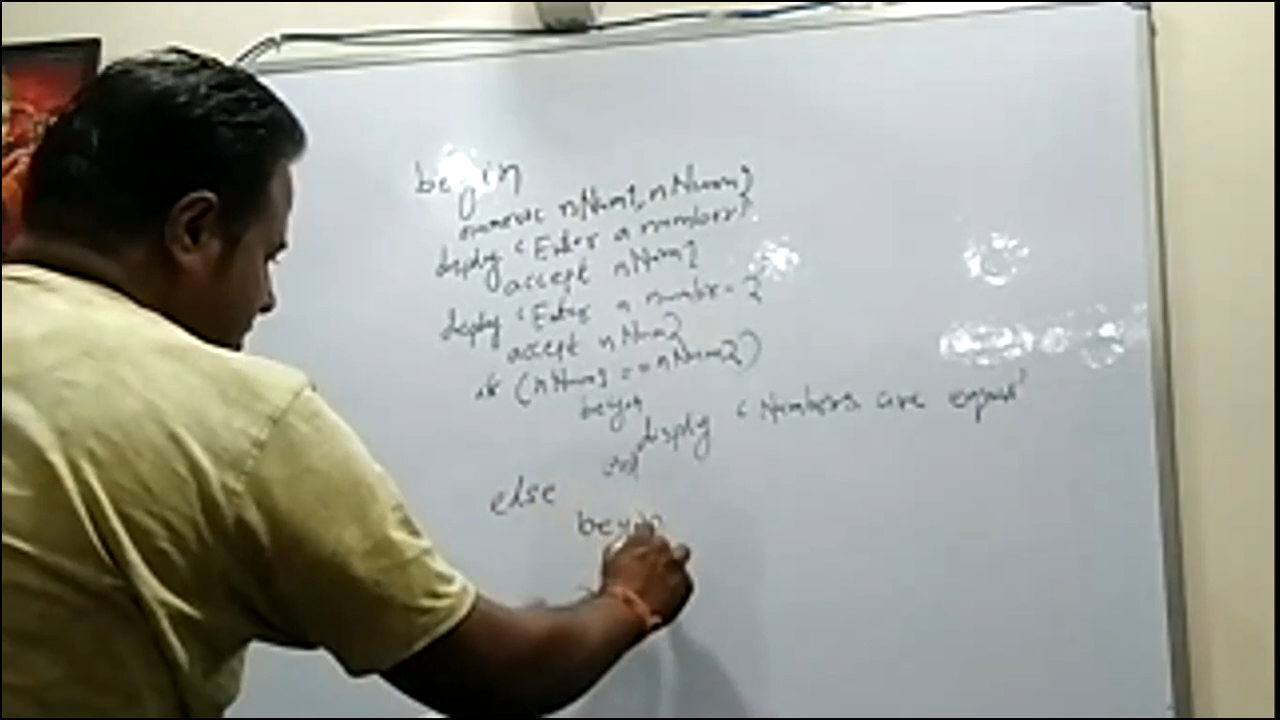 begin
numeric nNum1, nNum2
display 'Enter a number'
accept nNum1
display 'Enter a number-2
accept nNum2
if (nNum1 == nNum2)
begin
display 'Numbers are equal'
end
else
begin